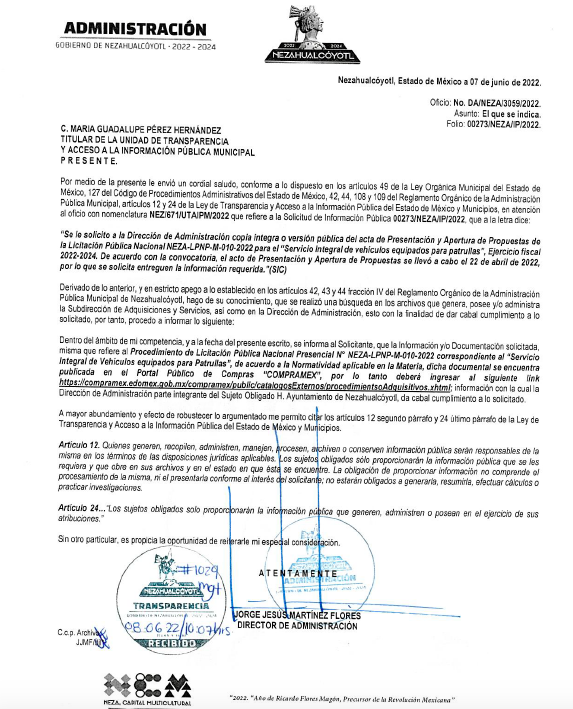 ADMINISTRACIÓN
GOBIERNO DE NEZAHUALCÓYOTL - 2022 - 2024
2022 2024
NEZAHUALCÓYOTL
Nezahualcóyotl, Estado de México a 07 de junio de 2022.
Oficio: No. DA/NEZA/3059/2022.
Asunto: El que se indica.
Folio: 00273/NEZA/IP/2022.
C. MARIA GUADALUPE PÉREZ HERNÁNDEZ
TITULAR DE LA UNIDAD DE TRANSPARENCIA
Y ACCESO A LA INFORMACIÓN PÚBLICA MUNICIPAL
P R E S E N T E.
Por medio de la presente le envió un cordial saludo, conforme a lo dispuesto en los artículos 49 de la Ley Orgánica Municipal del Estado de
México, 127 del Código de Procedimientos Administrativos del Estado de México, 42, 44, 108 y 109 del Reglamento Orgánico de la Administración
Pública Municipal, artículos 12 y 24 de la Ley de Transparencia y Acceso a la Información Pública del Estado de México y Municipios, en atención
al oficio con nomenclatura NEZ/671/UTAIPM/2022 que refiere a la Solicitud de Información Pública 00273/NEZA/IP/2022, que a la letra dice:
"Se le solicito a la Dirección de Administración copia integra o versión pública del acta de Presentación y Apertura de Propuestas de
la Licitación Pública Nacional NEZA-LPNP-M-010-2022 para el "Servicio Integral de vehículos equipados para patrullas", Ejercicio fiscal
2022-2024. De acuerdo con la convocatoria, el acto de Presentación y Apertura de Propuestas se llevó a cabo el 22 de abril de 2022,
por lo que se solicita entreguen la información requerida."(SIC)
Derivado de lo anterior, y en estricto apego a lo establecido en los artículos 42, 43 y 44 fracción IV del Reglamento Orgánico de la Administración
Pública Municipal de Nezahualcóyotl, hago de su conocimiento, que se realizó una búsqueda en los archivos que genera, posee y/o administra
la Subdirección de Adquisiciones y Servicios, así como en la Dirección de Administración, esto con la finalidad de dar cabal cumplimiento a lo
solicitado, por tanto, procedo a informar lo siguiente:
Dentro del ámbito de mi competencia, y a la fecha del presente escrito, se informa al Solicitante, que la Información y/o Documentación solicitada,
misma que refiere al Procedimiento de Licitación Pública Nacional Presencial N° NEZA-LPNP-M-010-2022 correspondiente al "Servicio
Integral de Vehículos equipados para Patrullas", de acuerdo a la Normatividad aplicable en la Materia, dicha documental se encuentra
publicada en el Portal Público de Compras "COMPRAMEX", por lo tanto deberá ingresar al siguiente link
https://compramex.edomex.gob.mx/compramex/public/catalogosExternos/procedimientosoAdquisitivos.xhtml; información con la cual la
Dirección de Administración parte integrante del Sujeto Obligado H. Ayuntamiento de Nezahualcóyotl, da cabal cumplimiento a lo solicitado.
A mayor abundamiento y efecto de robustecer lo argumentado me permito citar los artículos 12 segundo párrafo y 24 último párrafo de la Ley de
Transparencia y Acceso a la Información Pública del Estado de México y Municipios.
Artículo 12. Quienes generen, recopilen, administren, manejen, procesen, archiven o conserven información pública serán responsables de la
misma en los términos de las disposiciones jurídicas aplicables. Los sujetos obligados sólo proporcionarán la información pública que se les
requiera y que obre en sus archivos y en el estado en que ésta se encuentre. La obligación de proporcionar información no comprende el
procesamiento de la misma, ni el presentarla conforme al interés del solicitante; no estarán obligados a generarla, resumirla, efectuar cálculos o
practicar investigaciones.
Artículo 24..."Los sujetos obligados solo proporcionarán la información pública que generen, administren o posean en el ejercicio de sus
atribuciones."
Sin otro particular, es propicia la oportunidad de reiterarle mi especial consideración.
A T E N T A M E N T E
ADMINISTRACIÓN
#1029
NEZAHUALCÓYOTL
TRANSPARENCIA
08 06 22/10:07hrs
RECIBIDO
JORGE JESÚS MARTÍNEZ FLORES
DIRECTOR DE ADMINISTRACIÓN
C.c.p. Archivo
NCM
NEZA, CAPITAL MULTICULTURAL
"2022. "Año de Ricardo Flores Magón, Precursor de la Revolución Mexicana"